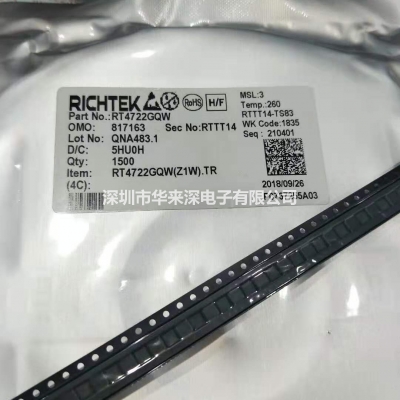 RICHTEK RoHS H/F MSL:3
Temp.:260
Part No.: RT4722GQW RTTT14-TS83
OMO: 817163 Sec No:RTTT14 WK Code:1835
Lot No: QNA483.1 Seq : 210401
D/C: 5HU0H
Qty: 1500
Item: RT4722GQW(Z1W).TR
(4C): 2018/09/26
深圳市华来深电子有限公司